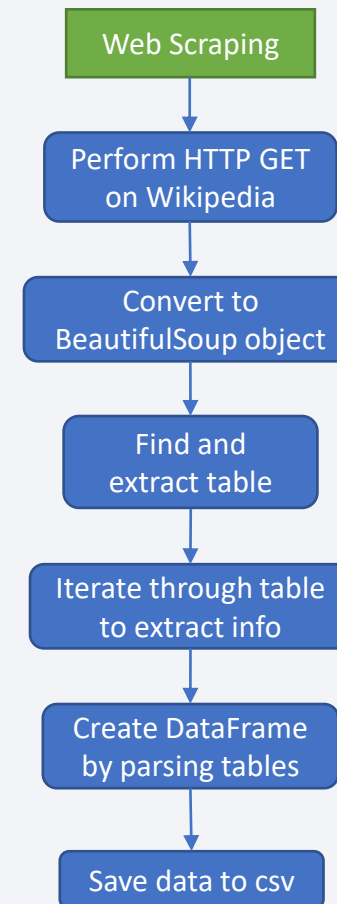 Web Scraping
Perform HTTP GET
on Wikipedia
Convert to
BeautifulSoup object
Find and
extract table
Iterate through table
to extract info
Create DataFrame
by parsing tables
Save data to csv